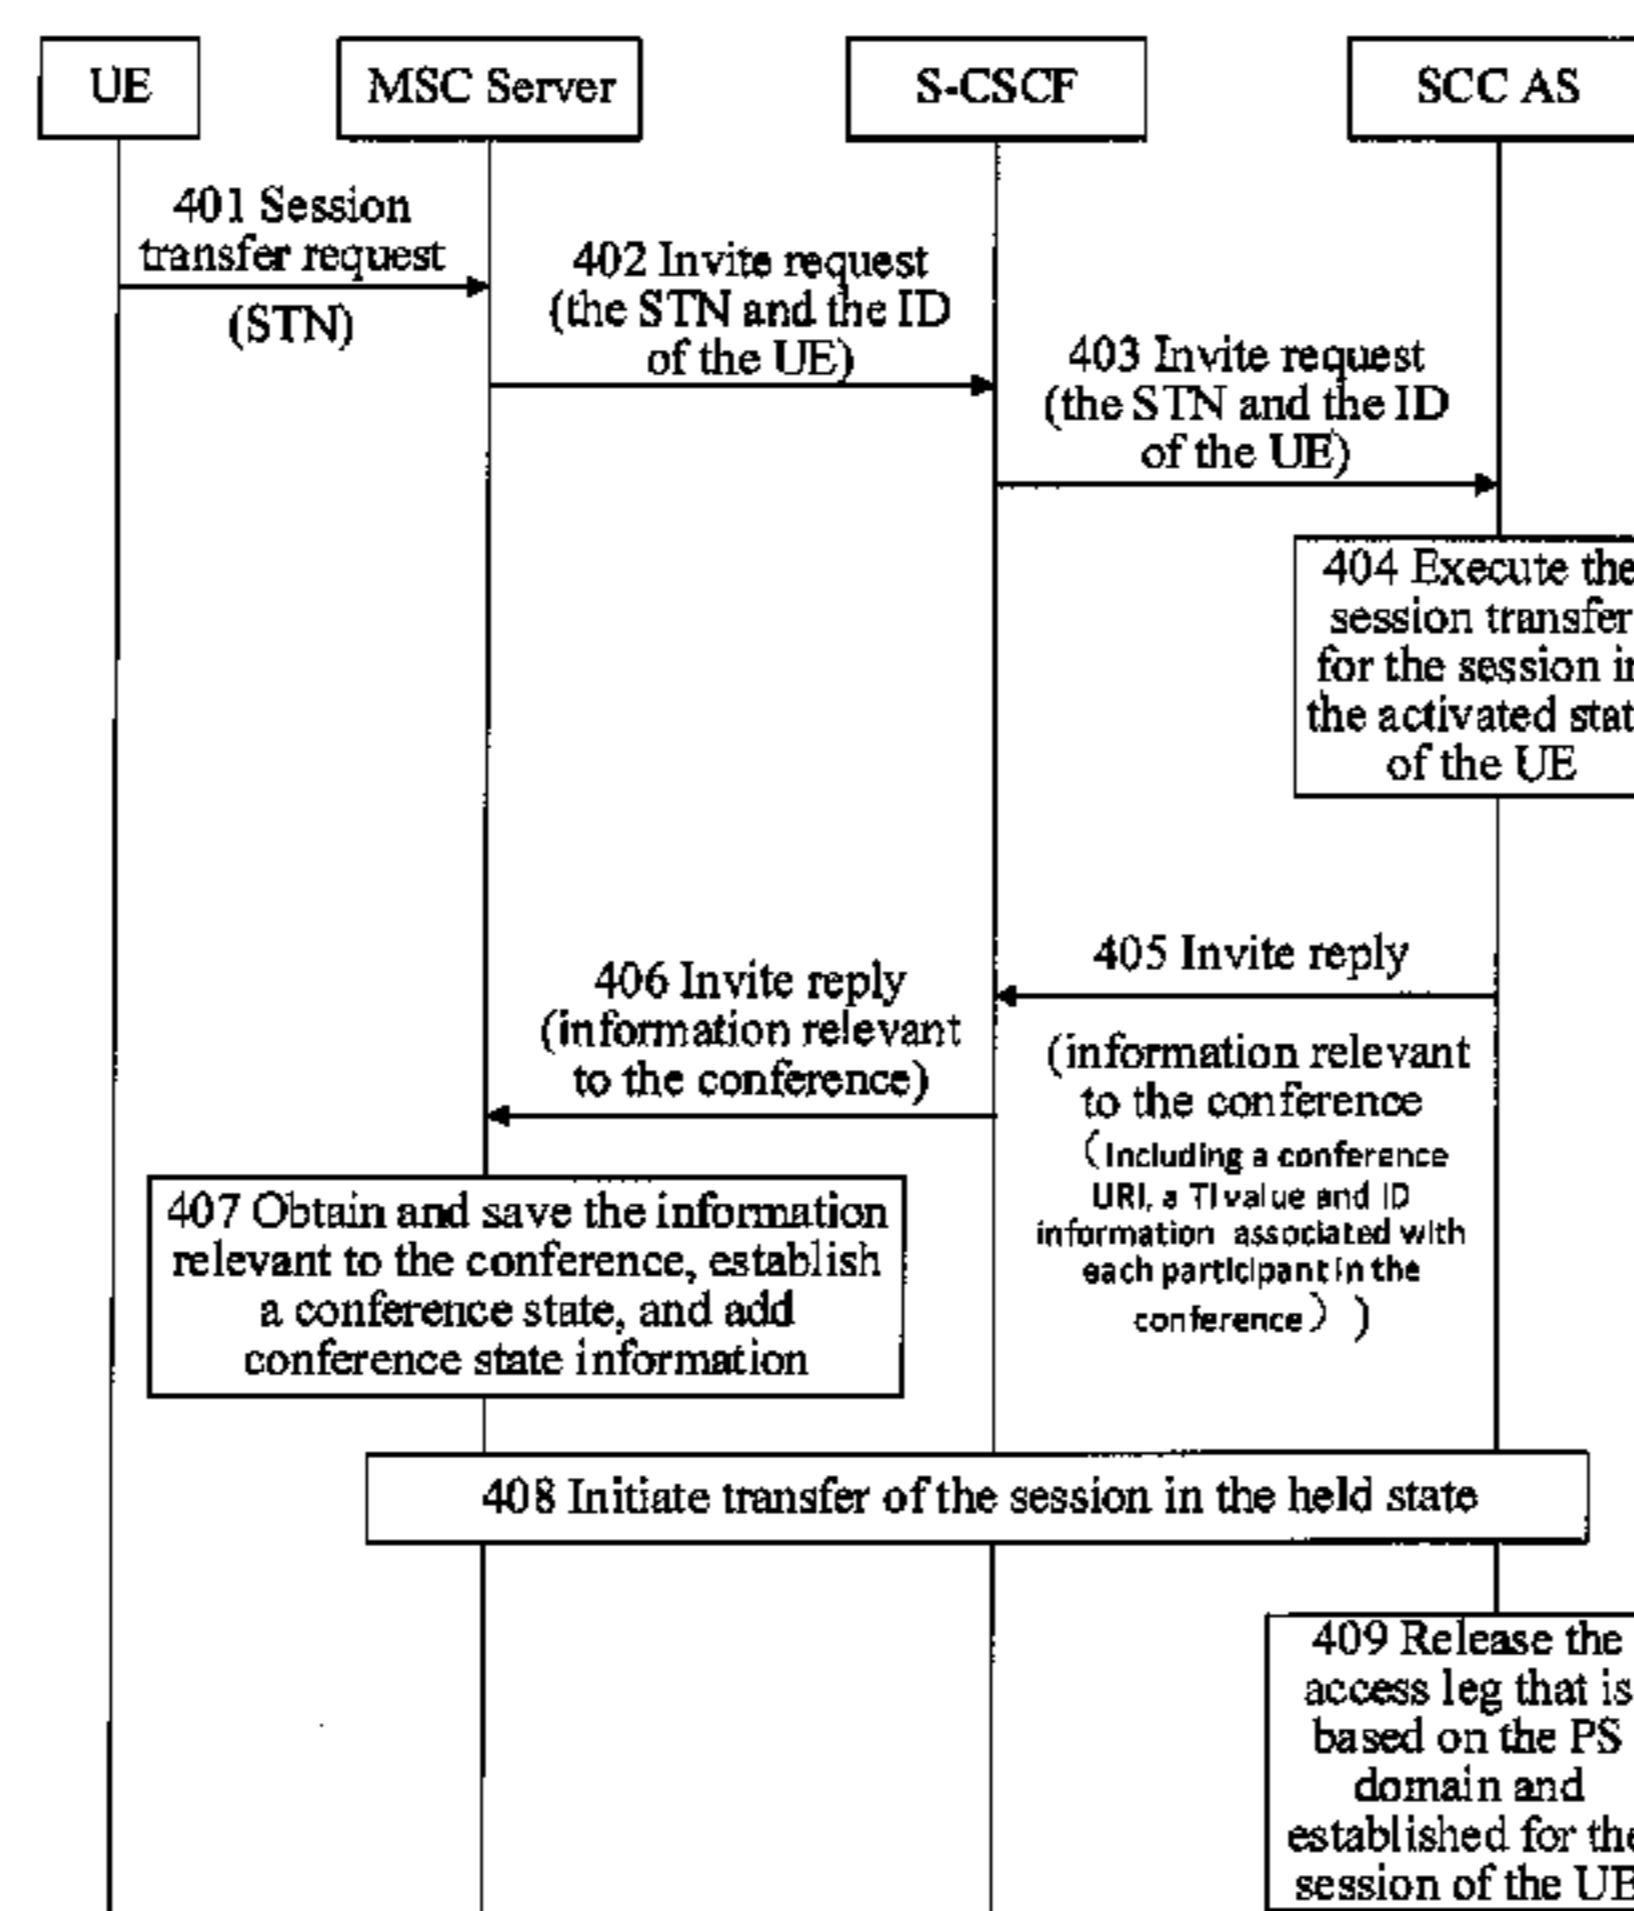 UE
MSC Server
S-CSCF
SCC AS
401 Session
transfer request
(STN)
402 Invite request
(the STN and the ID
of the UE)
403 Invite request
(the STN and the ID
of the UE)
404 Execute the
session transfer
for the session in
the activated stat
of the UE
405 Invite reply
(information relevant
to the conference
(Including a conference
URI, a TI value and ID
information associated with
each participant in the
conference))
406 Invite reply
(information relevant
to the conference)
407 Obtain and save the information
relevant to the conference, establish
a conference state, and add
conference state information
408 Initiate transfer of the session in the held state
409 Release the
access leg that is
based on the PS
domain and
established for the
session of the UE